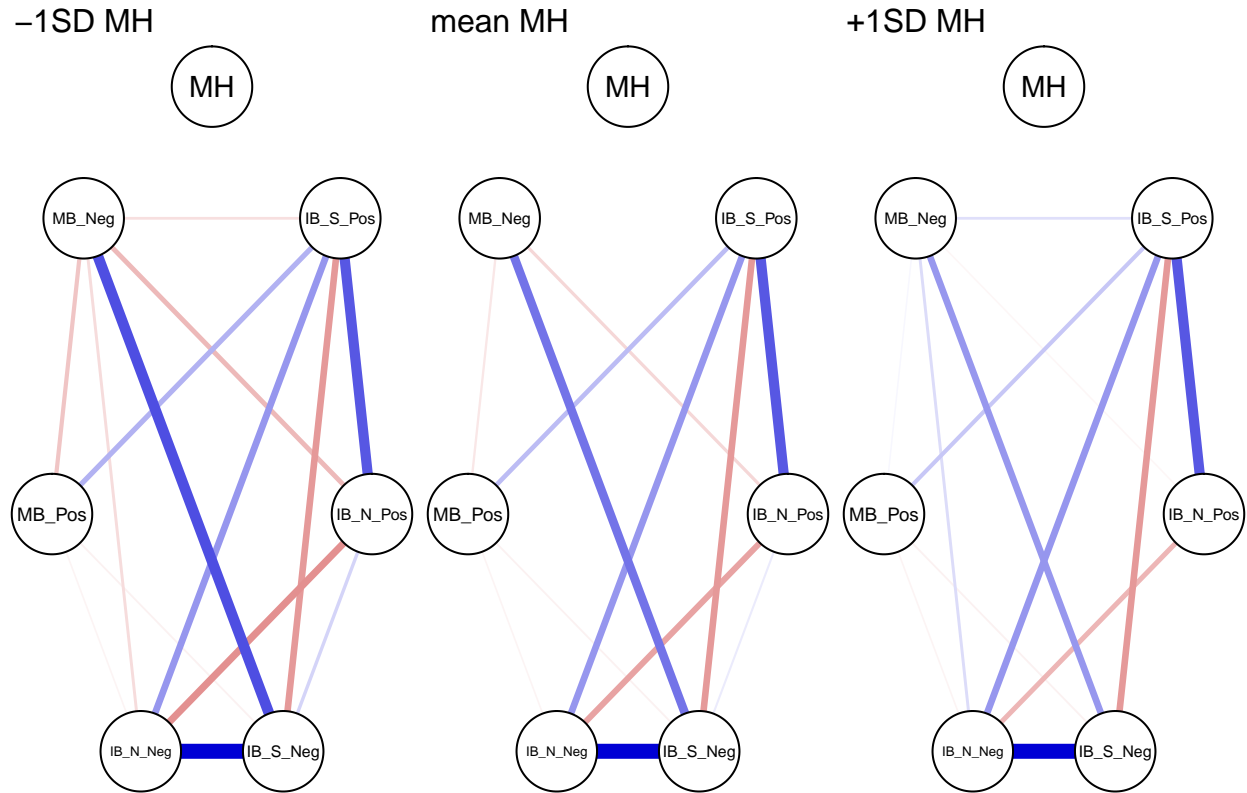 −1SD MH
mean MH
+1SD MH
MH
MH
MH
MB_Neg
IB_S_Pos
MB_Neg
IB_S_Pos
MB_Neg
IB_S_Pos
MB_Pos
IB_N_Pos
MB_Pos
IB_N_Pos
MB_Pos
IB_N_Pos
IB_N_Neg
IB_S_Neg
IB_N_Neg
IB_S_Neg
IB_N_Neg
IB_S_Neg